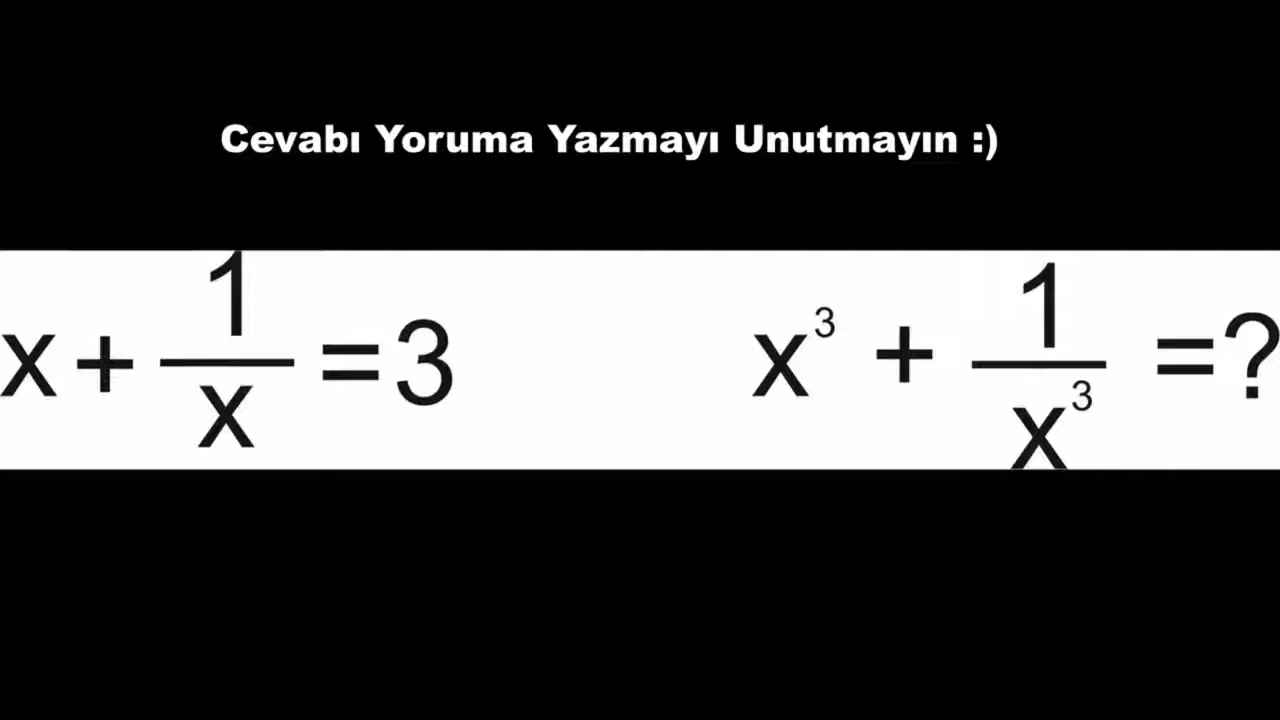 Cevabı Yoruma Yazmayı Unutmayın :)
x + 1/x = 3
x³ + 1/x³ = ?